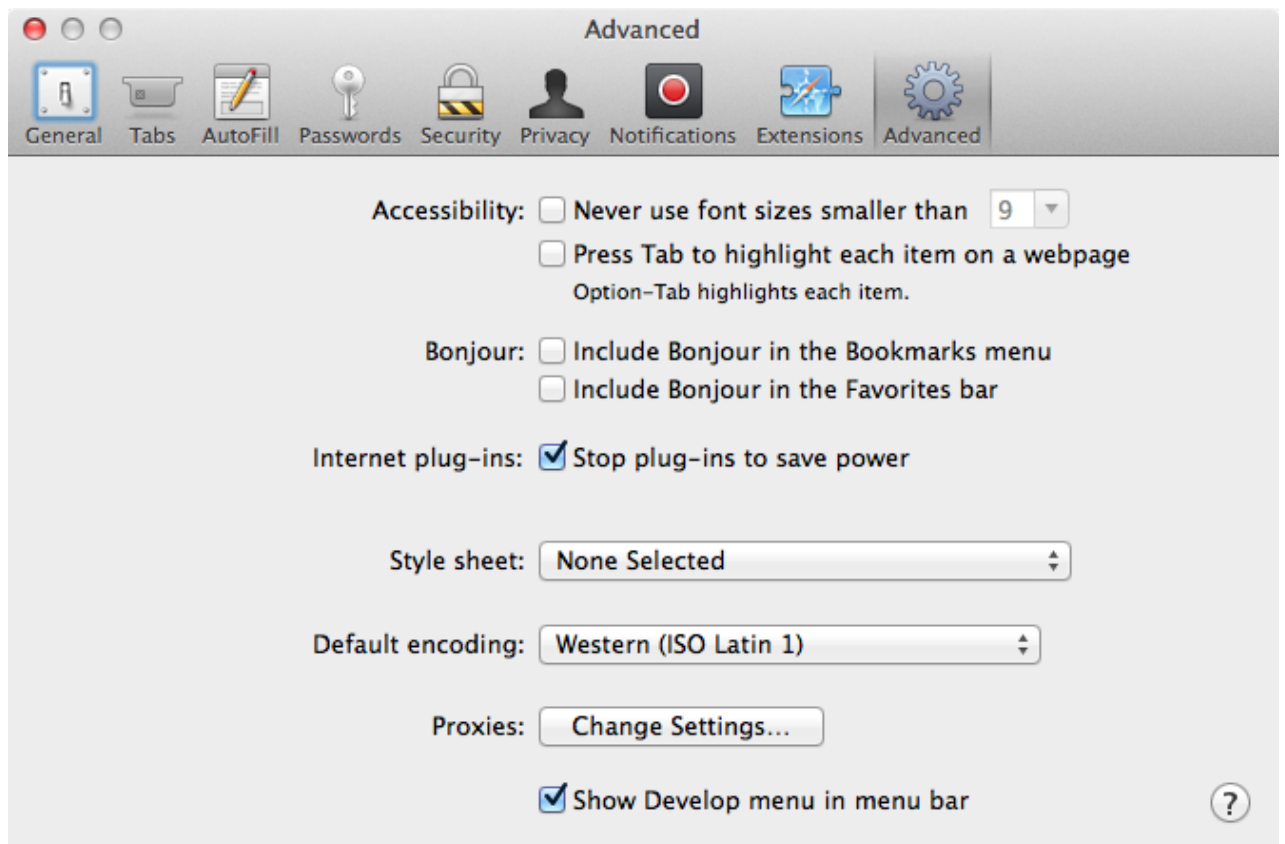 Advanced
General Tabs AutoFill Passwords Security Privacy Notifications Extensions Advanced
Accessibility: Never use font sizes smaller than 9
Press Tab to highlight each item on a webpage
Option-Tab highlights each item.
Bonjour: Include Bonjour in the Bookmarks menu
Include Bonjour in the Favorites bar
Internet plug-ins: Stop plug-ins to save power
Style sheet: None Selected
Default encoding: Western (ISO Latin 1)
Proxies: Change Settings...
Show Develop menu in menu bar ?